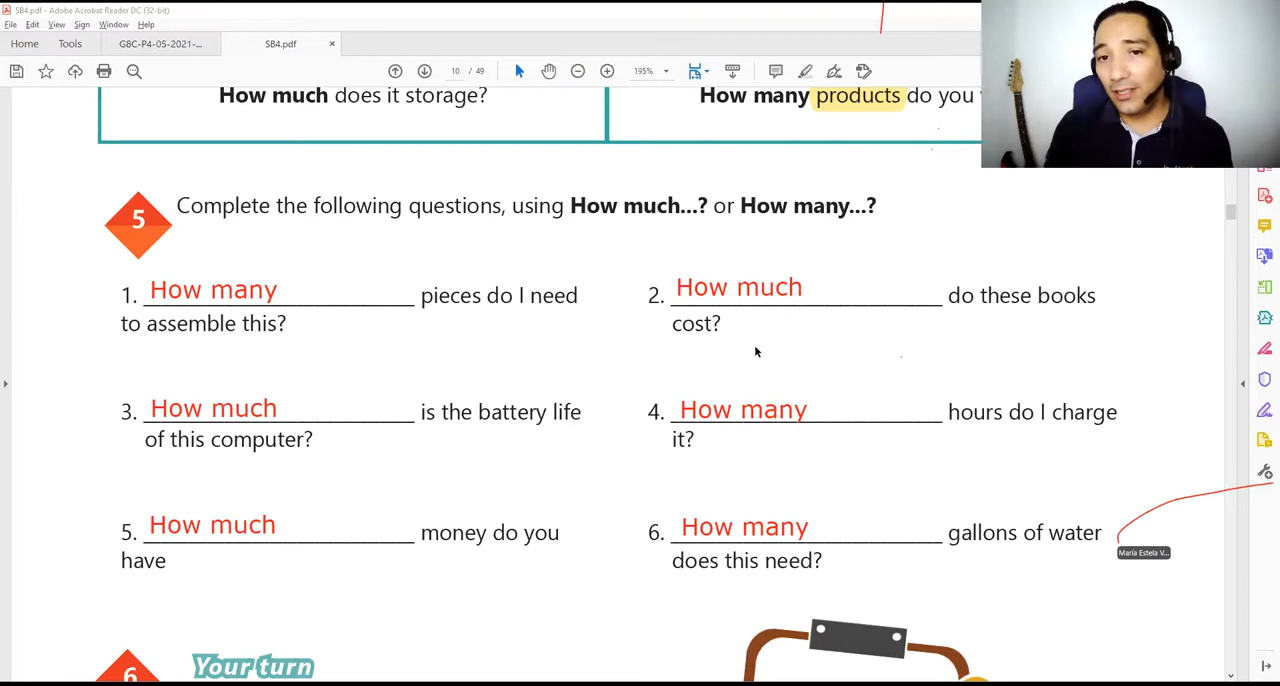 SB4.pdf - Adobe Acrobat Reader DC (32-bit)
File Edit View Sign Window Help
Home Tools G8C-P4-05-2021-... SB4.pdf ×
10 / 49 195%
How much does it storage?
How many products do you
5 Complete the following questions, using How much...? or How many...?
1. How many pieces do I need
to assemble this?
2. How much do these books
cost?
3. How much is the battery life
of this computer?
4. How many hours do I charge
it?
5. How much money do you
have
6. How many gallons of water
does this need?
María Estela V...
6 Your turn